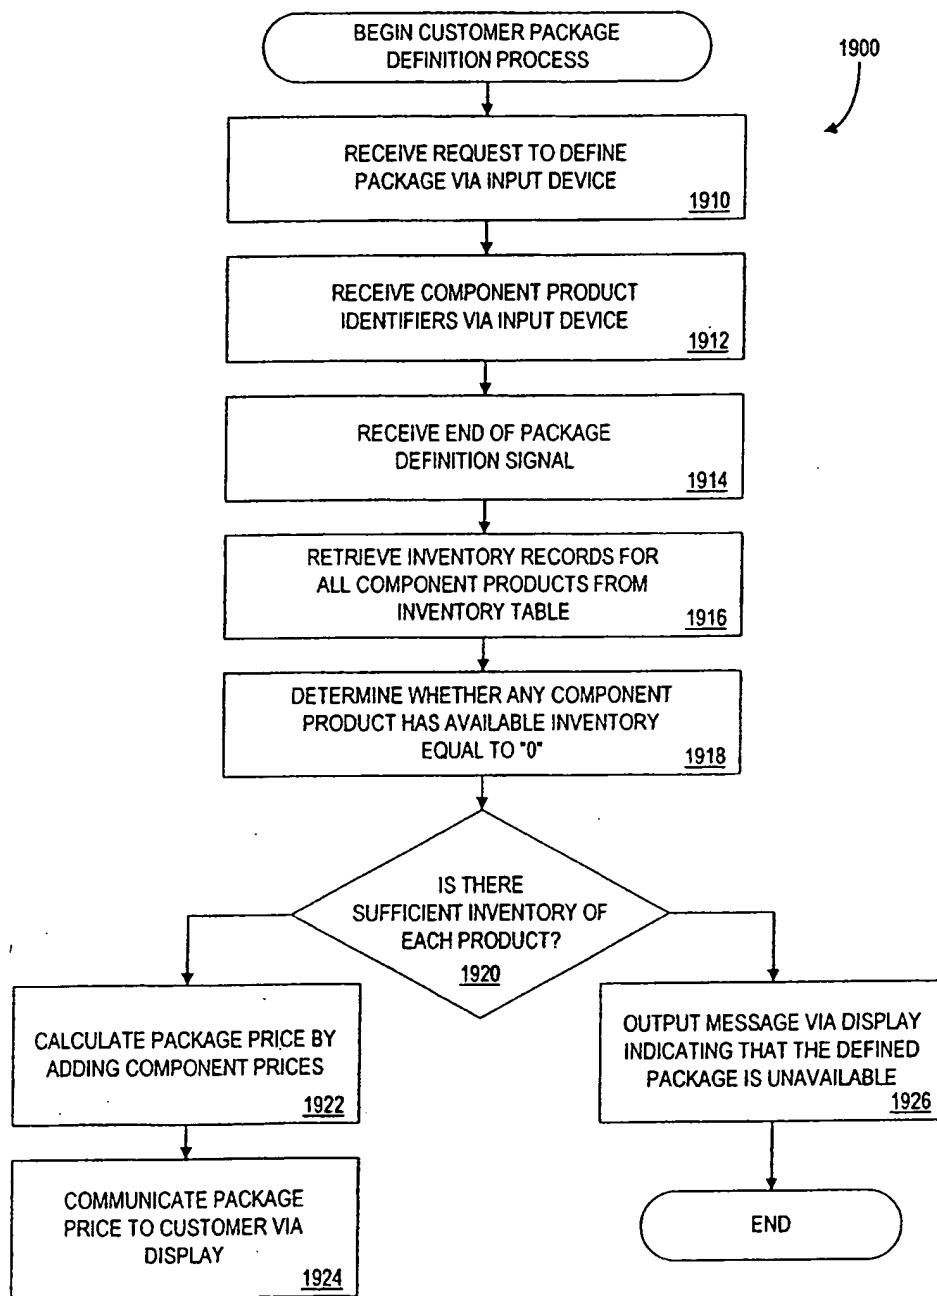 BEGIN CUSTOMER PACKAGE
DEFINITION PROCESS
1900
RECEIVE REQUEST TO DEFINE
PACKAGE VIA INPUT DEVICE
1910
RECEIVE COMPONENT PRODUCT
IDENTIFIERS VIA INPUT DEVICE
1912
RECEIVE END OF PACKAGE
DEFINITION SIGNAL
1914
RETRIEVE INVENTORY RECORDS FOR
ALL COMPONENT PRODUCTS FROM
INVENTORY TABLE
1916
DETERMINE WHETHER ANY COMPONENT
PRODUCT HAS AVAILABLE INVENTORY
EQUAL TO "0"
1918
IS THERE
SUFFICIENT INVENTORY OF
EACH PRODUCT?
1920
CALCULATE PACKAGE PRICE BY
ADDING COMPONENT PRICES
1922
COMMUNICATE PACKAGE
PRICE TO CUSTOMER VIA
DISPLAY
1924
OUTPUT MESSAGE VIA DISPLAY
INDICATING THAT THE DEFINED
PACKAGE IS UNAVAILABLE
1926
END